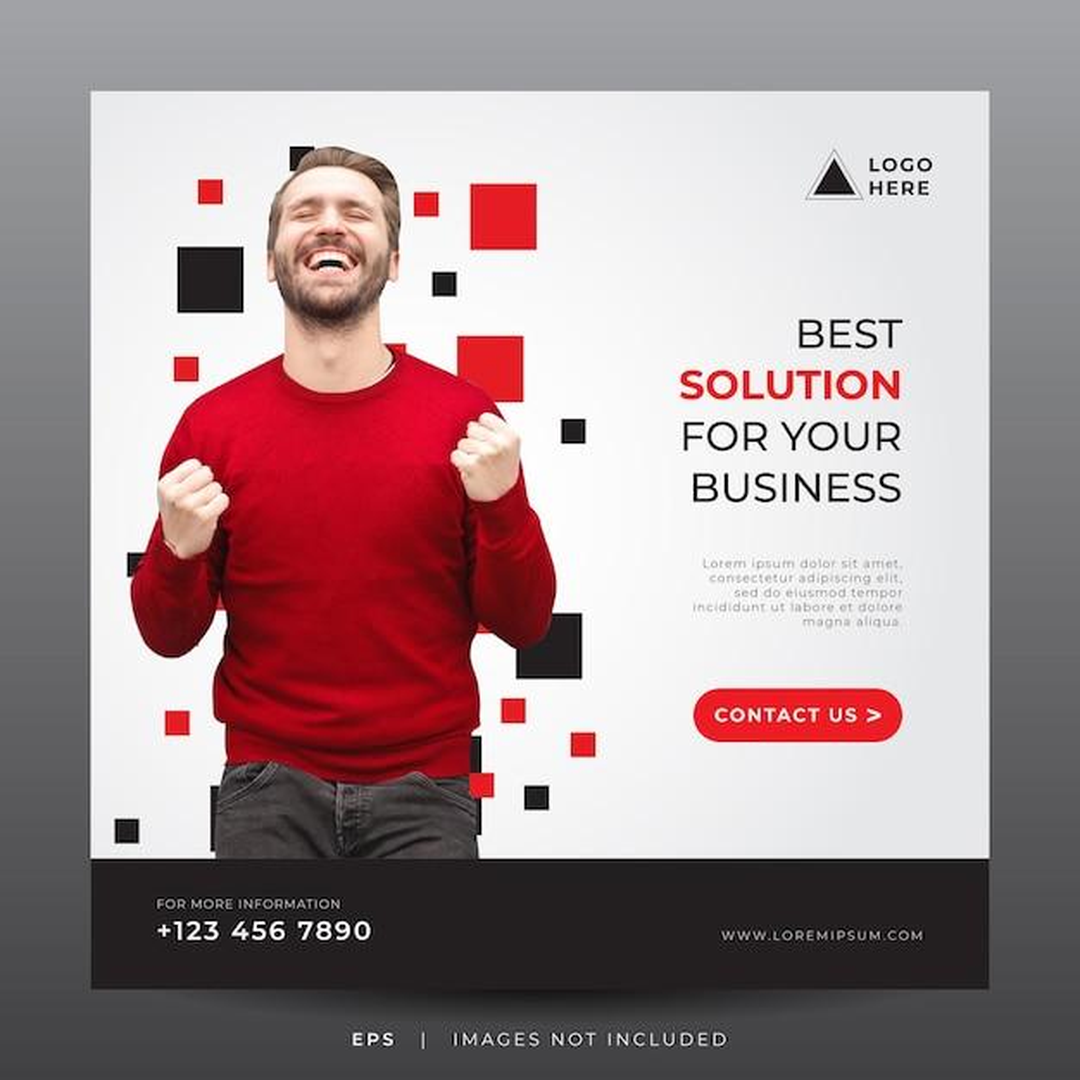 LOGO
HERE
BEST
SOLUTION
FOR YOUR
BUSINESS
Lorem ipsum dolor sit amet,
consectetur adipiscing elit,
sed do eiusmod tempor
incididunt ut labore et dolore
magna aliqua.
CONTACT US >
FOR MORE INFORMATION
+123 456 7890
WWW.LOREMIPSUM.COM
EPS | IMAGES NOT INCLUDED